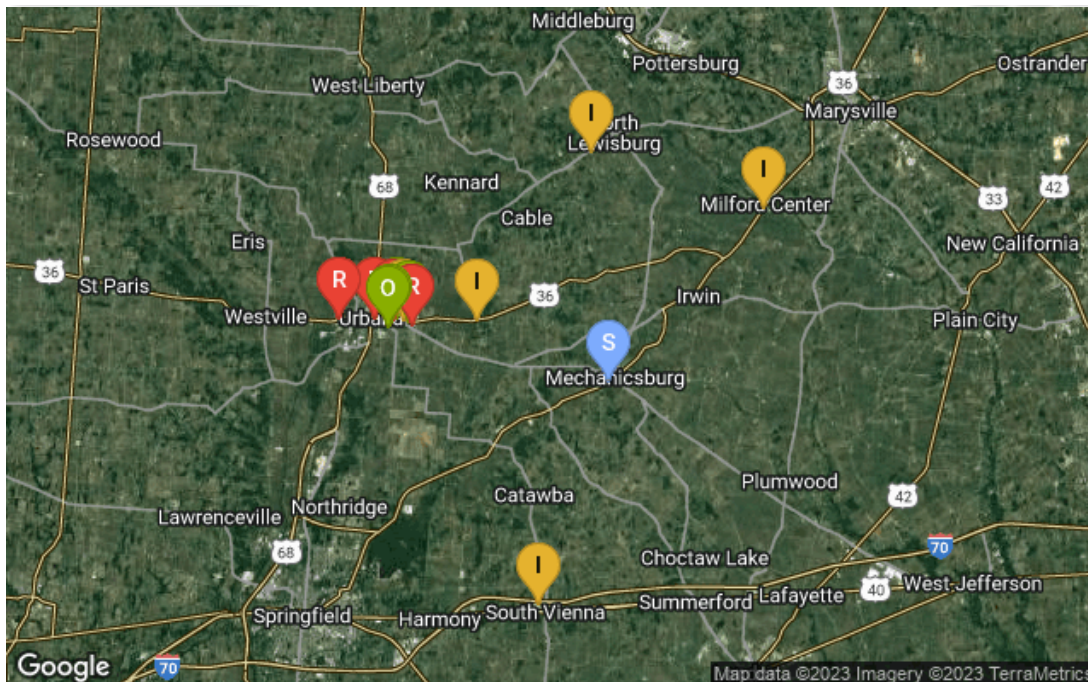 Middleburg
Pottersburg
Ostrander
36
West Liberty
Marysville
I
North
Lewisburg
Rosewood
I
68
Kennard
42
Milford Center
33
Cable
Eris
New California
36
St Paris
R
O
R
I
36
Irwin
Westville
Urbana
Plain City
S
Mechanicsburg
Plumwood
Catawba
42
Northridge
Lawrenceville
68
70
I
Choctaw Lake
40
West Jefferson
Springfield
Harmony
South Vienna
Summerford
Lafayette
Google
70
Map data ©2023 Imagery ©2023 TerraMetrics